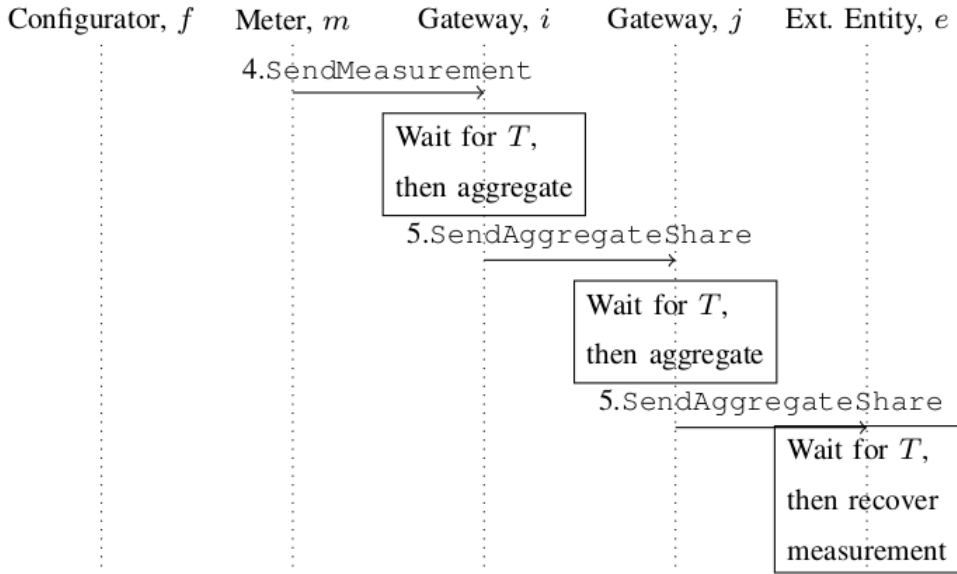 Configurator, f Meter, m Gateway, i Gateway, j Ext. Entity, e
4.SendMeasurement
Wait for T,
then aggregate
5.SendAggregateShare
Wait for T,
then aggregate
5.SendAggregateShare
Wait for T,
then recover
measurement